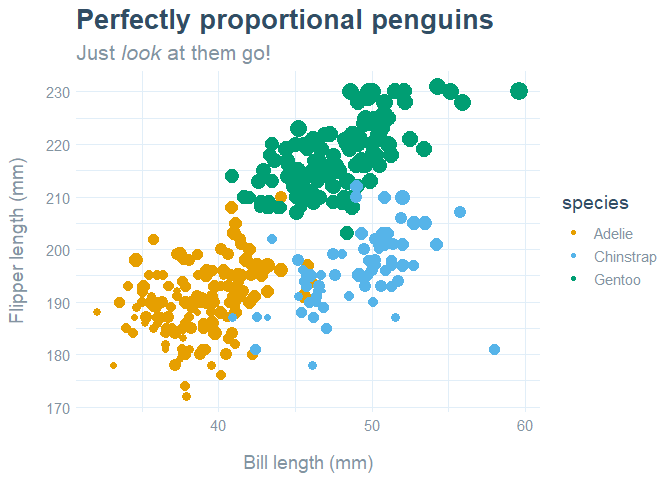 Perfectly proportional penguins
Just look at them go!
Flipper length (mm)
230
220
210
200
190
180
170
40
50
60
Bill length (mm)
species
Adelie
Chinstrap
Gentoo